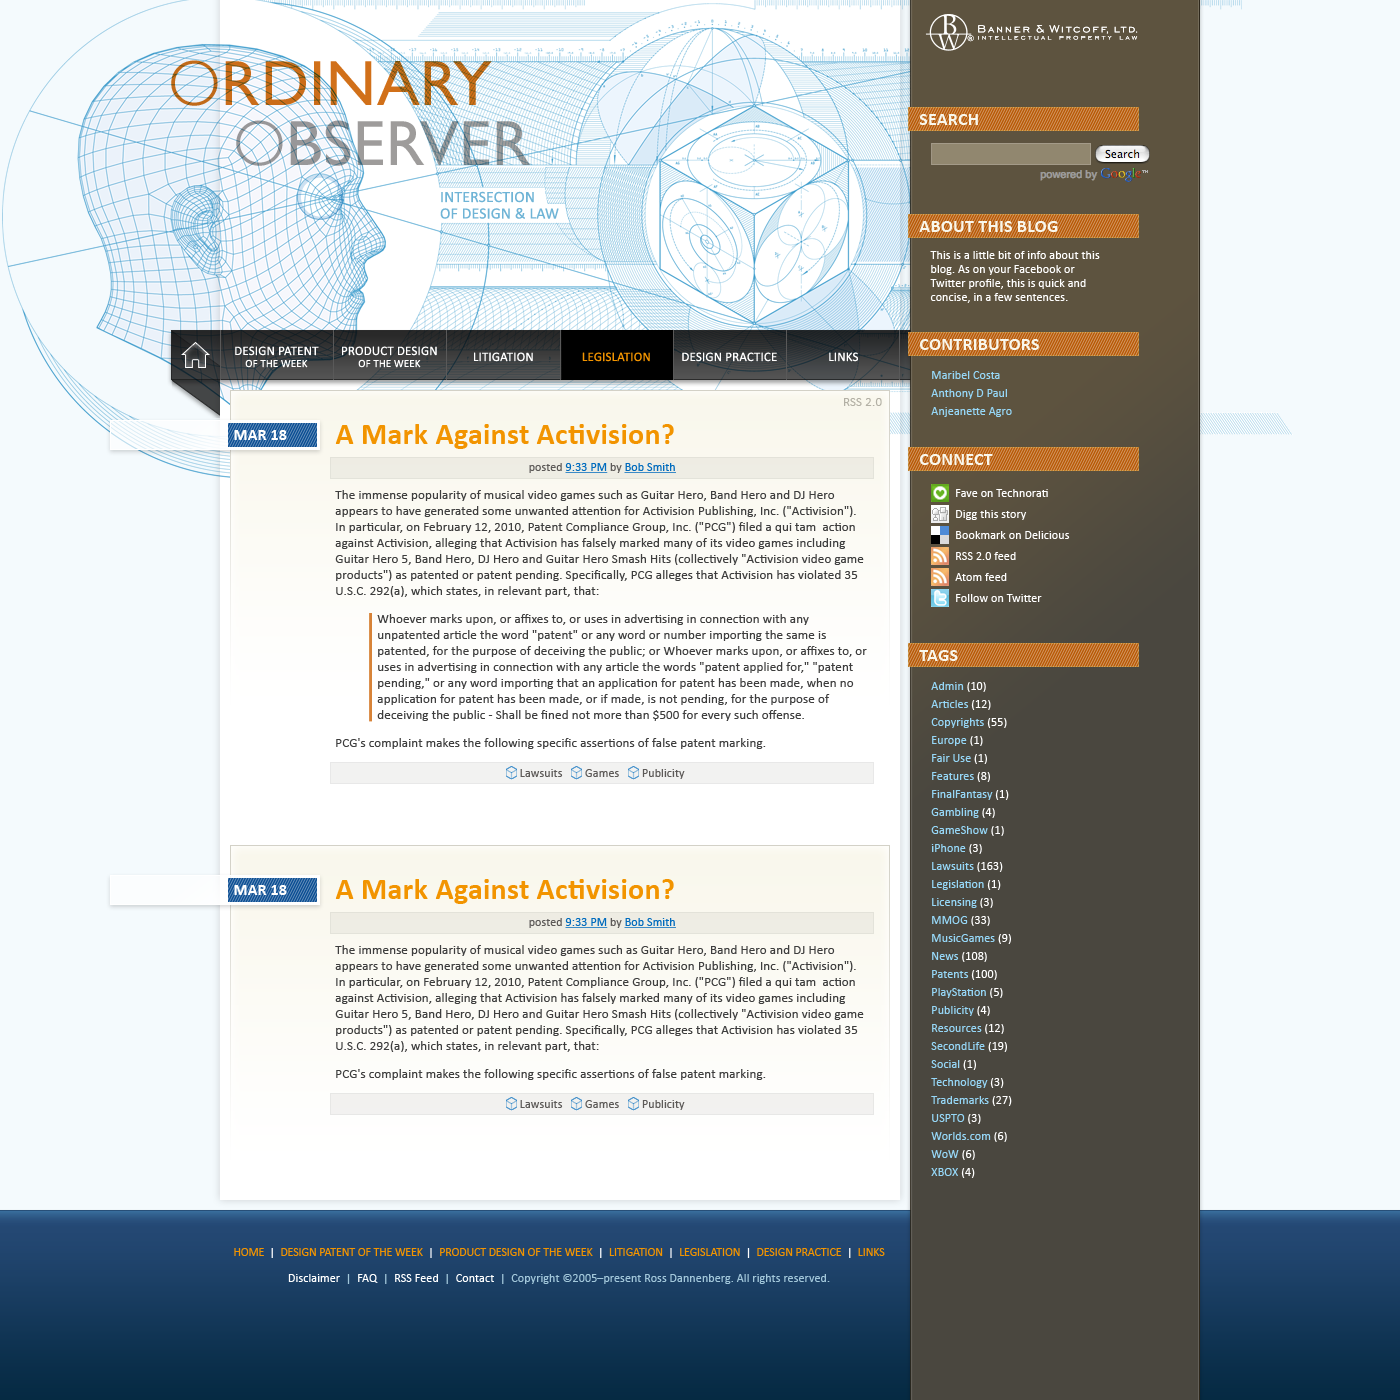 ORDINARY
OBSERVER
INTERSECTION
OF DESIGN & LAW
DESIGN PATENT
OF THE WEEK
PRODUCT DESIGN
OF THE WEEK
LITIGATION
LEGISLATION
DESIGN PRACTICE
LINKS
RSS 2.0
MAR 18
A Mark Against Activision?
posted 9:33 PM by Bob Smith
The immense popularity of musical video games such as Guitar Hero, Band Hero and DJ Hero
appears to have generated some unwanted attention for Activision Publishing, Inc. ("Activision").
In particular, on February 12, 2010, Patent Compliance Group, Inc. ("PCG") filed a qui tam  action
against Activision, alleging that Activision has falsely marked many of its video games including
Guitar Hero 5, Band Hero, DJ Hero and Guitar Hero Smash Hits (collectively "Activision video game
products") as patented or patent pending. Specifically, PCG alleges that Activision has violated 35
U.S.C. 292(a), which states, in relevant part, that:
Whoever marks upon, or affixes to, or uses in advertising in connection with any
unpatented article the word "patent" or any word or number importing the same is
patented, for the purpose of deceiving the public; or Whoever marks upon, or affixes to, or
uses in advertising in connection with any article the words "patent applied for," "patent
pending," or any word importing that an application for patent has been made, when no
application for patent has been made, or if made, is not pending, for the purpose of
deceiving the public - Shall be fined not more than $500 for every such offense.
PCG's complaint makes the following specific assertions of false patent marking.
Lawsuits Games Publicity
MAR 18
A Mark Against Activision?
posted 9:33 PM by Bob Smith
The immense popularity of musical video games such as Guitar Hero, Band Hero and DJ Hero
appears to have generated some unwanted attention for Activision Publishing, Inc. ("Activision").
In particular, on February 12, 2010, Patent Compliance Group, Inc. ("PCG") filed a qui tam  action
against Activision, alleging that Activision has falsely marked many of its video games including
Guitar Hero 5, Band Hero, DJ Hero and Guitar Hero Smash Hits (collectively "Activision video game
products") as patented or patent pending. Specifically, PCG alleges that Activision has violated 35
U.S.C. 292(a), which states, in relevant part, that:
PCG's complaint makes the following specific assertions of false patent marking.
Lawsuits Games Publicity
B&W BANNER & WITCOFF, LTD.
INTELLECTUAL PROPERTY LAW
SEARCH
Search
powered by Google™
ABOUT THIS BLOG
This is a little bit of info about this
blog. As on your Facebook or
Twitter profile, this is quick and
concise, in a few sentences.
CONTRIBUTORS
Maribel Costa
Anthony D Paul
Anjeanette Agro
CONNECT
Fave on Technorati
Digg this story
Bookmark on Delicious
RSS 2.0 feed
Atom feed
Follow on Twitter
TAGS
Admin (10)
Articles (12)
Copyrights (55)
Europe (1)
Fair Use (1)
Features (8)
FinalFantasy (1)
Gambling (4)
GameShow (1)
iPhone (3)
Lawsuits (163)
Legislation (1)
Licensing (3)
MMOG (33)
MusicGames (9)
News (108)
Patents (100)
PlayStation (5)
Publicity (4)
Resources (12)
SecondLife (19)
Social (1)
Technology (3)
Trademarks (27)
USPTO (3)
Worlds.com (6)
WoW (6)
XBOX (4)
HOME | DESIGN PATENT OF THE WEEK | PRODUCT DESIGN OF THE WEEK | LITIGATION | LEGISLATION | DESIGN PRACTICE | LINKS
Disclaimer | FAQ | RSS Feed | Contact | Copyright ©2005–present Ross Dannenberg. All rights reserved.